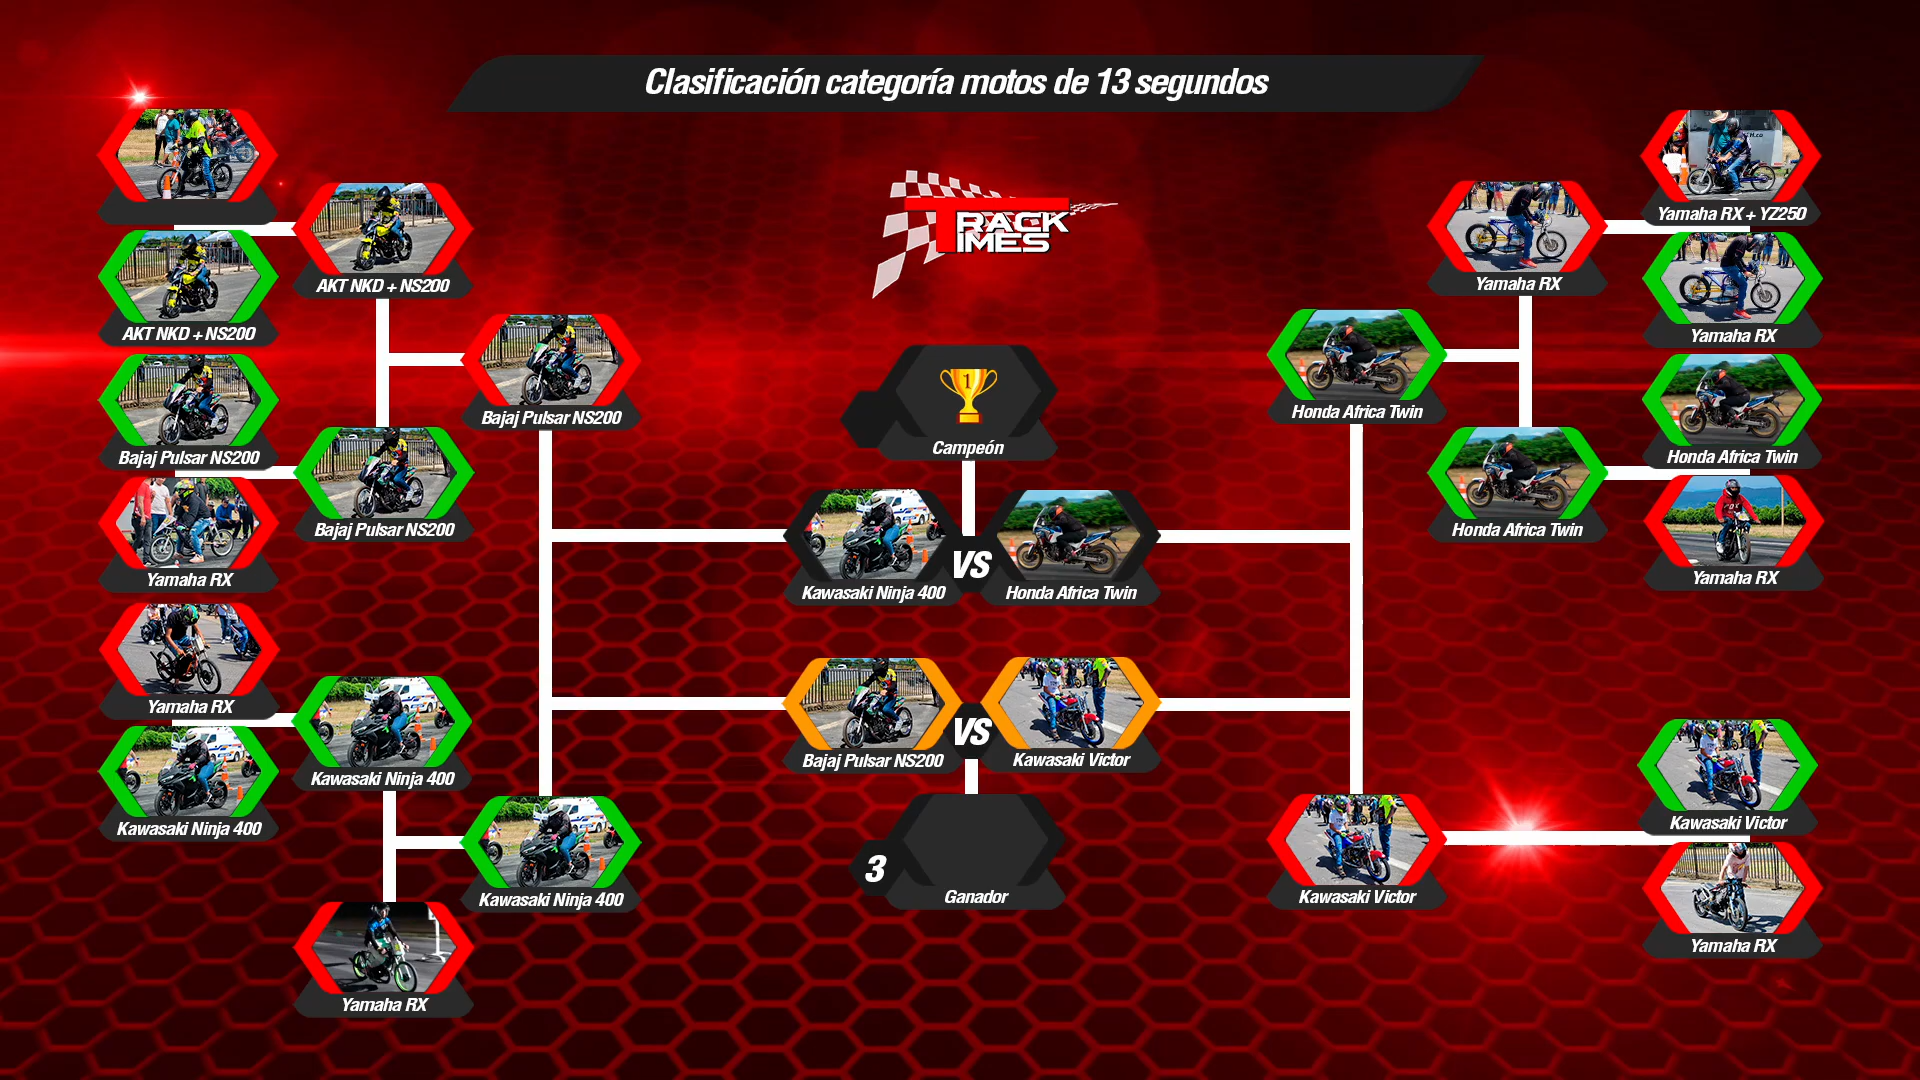 Clasificación categoría motos de 13 segundos
TRACK
TIMES
AKT NKD + NS200
Bajaj Pulsar NS200
Yamaha RX
Yamaha RX
Kawasaki Ninja 400
AKT NKD + NS200
Bajaj Pulsar NS200
Kawasaki Ninja 400
Yamaha RX
Bajaj Pulsar NS200
Kawasaki Ninja 400
1
Campeón
Kawasaki Ninja 400
VS
Honda Africa Twin
Bajaj Pulsar NS200
VS
Kawasaki Victor
3
Ganador
Honda Africa Twin
Kawasaki Victor
Yamaha RX
Honda Africa Twin
Yamaha RX + YZ250
Yamaha RX
Honda Africa Twin
Yamaha RX
Kawasaki Victor
Yamaha RX